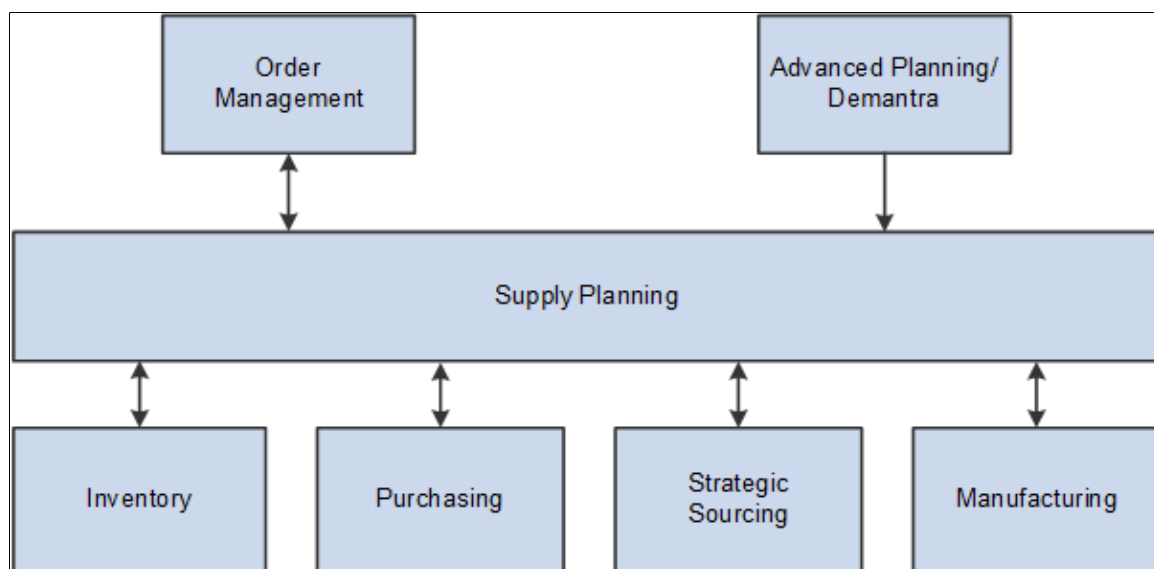 Order
Management
Advanced Planning/
Demantra
Supply Planning
Inventory
Purchasing
Strategic
Sourcing
Manufacturing